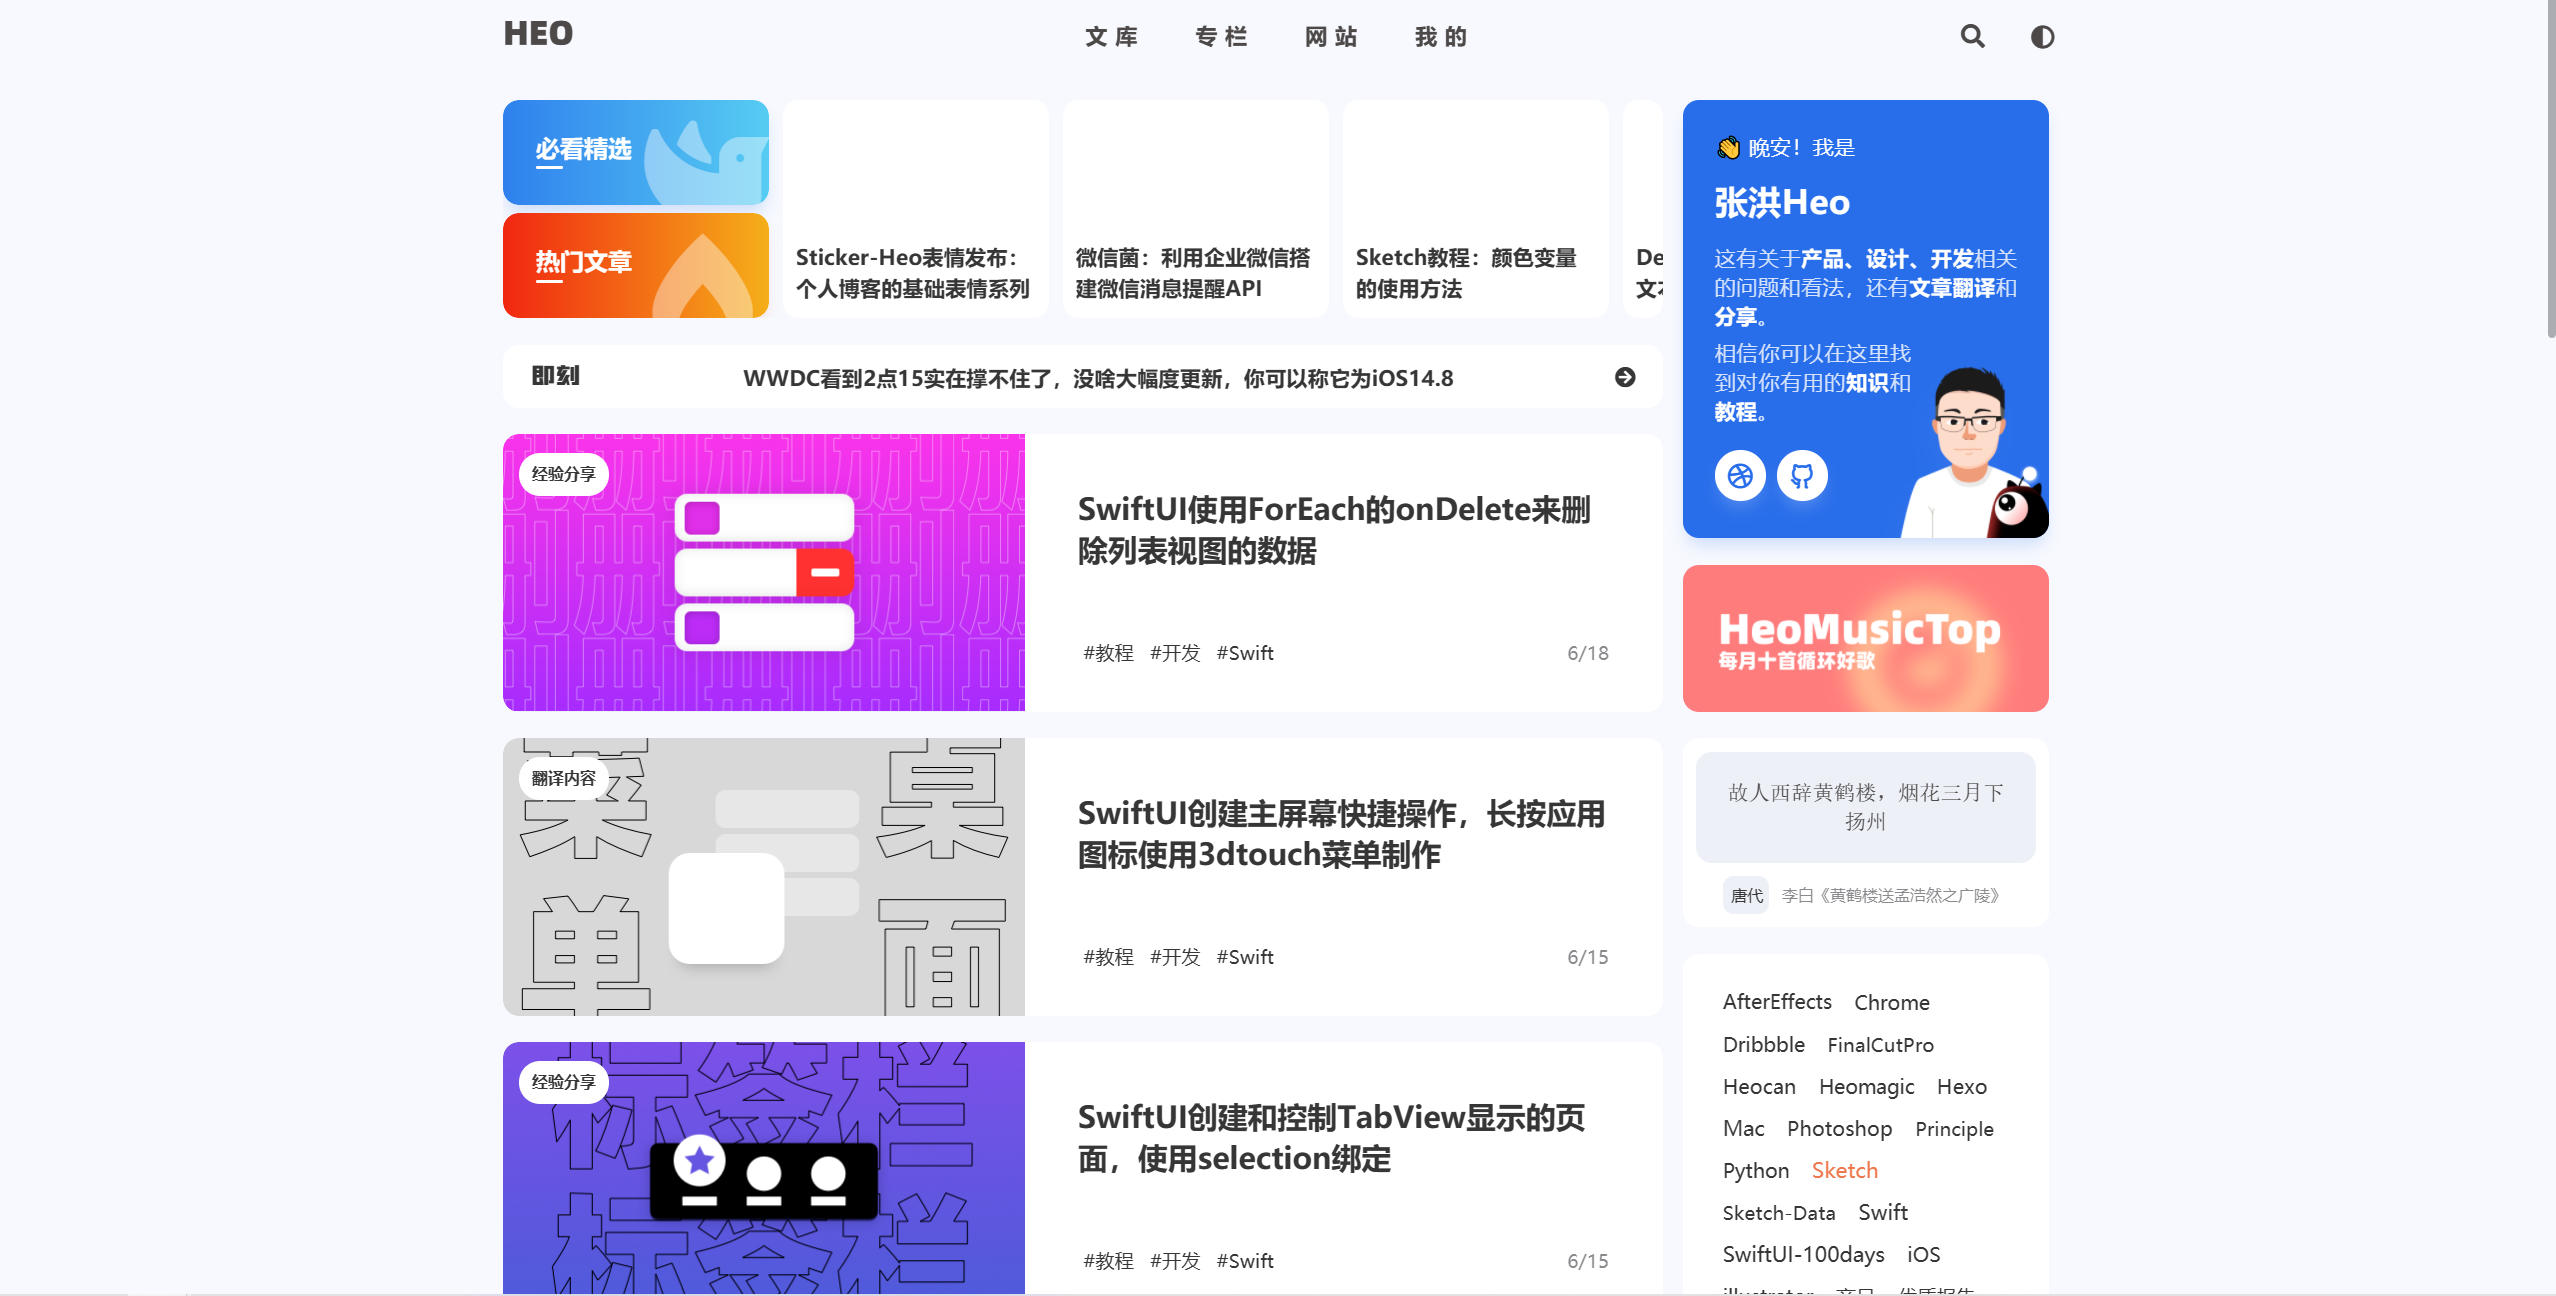 HEO
文库 专栏 网站 我的
必看精选
热门文章
Sticker-Heo表情发布：
个人博客的基础表情系列
微信菌：利用企业微信搭
建微信消息提醒API
Sketch教程：颜色变量
的使用方法
De
即刻
WWDC看到2点15实在撑不住了，没啥大幅度更新，你可以称它为iOS14.8
经验分享
SwiftUI使用ForEach的onDelete来删
除列表视图的数据
#教程 #开发 #Swift
6/18
翻译内容
菜 桌
单 面
SwiftUI创建主屏幕快捷操作，长按应用
图标使用3dtouch菜单制作
#教程 #开发 #Swift
6/15
经验分享
标签栏
标签栏
SwiftUI创建和控制TabView显示的页
面，使用selection绑定
#教程 #开发 #Swift
6/15
👋 晚安！我是
张洪Heo
这有关于产品、设计、开发相关
的问题和看法，还有文章翻译和
分享。
相信你可以在这里找
到对你有用的知识和
教程。
HeoMusicTop
每月十首循环好歌
故人西辞黄鹤楼，烟花三月下
扬州
唐代 李白《黄鹤楼送孟浩然之广陵》
AfterEffects Chrome
Dribbble FinalCutPro
Heocan Heomagic Hexo
Mac Photoshop Principle
Python Sketch
Sketch-Data Swift
SwiftUI-100days iOS
illustrator 产品 优质报告